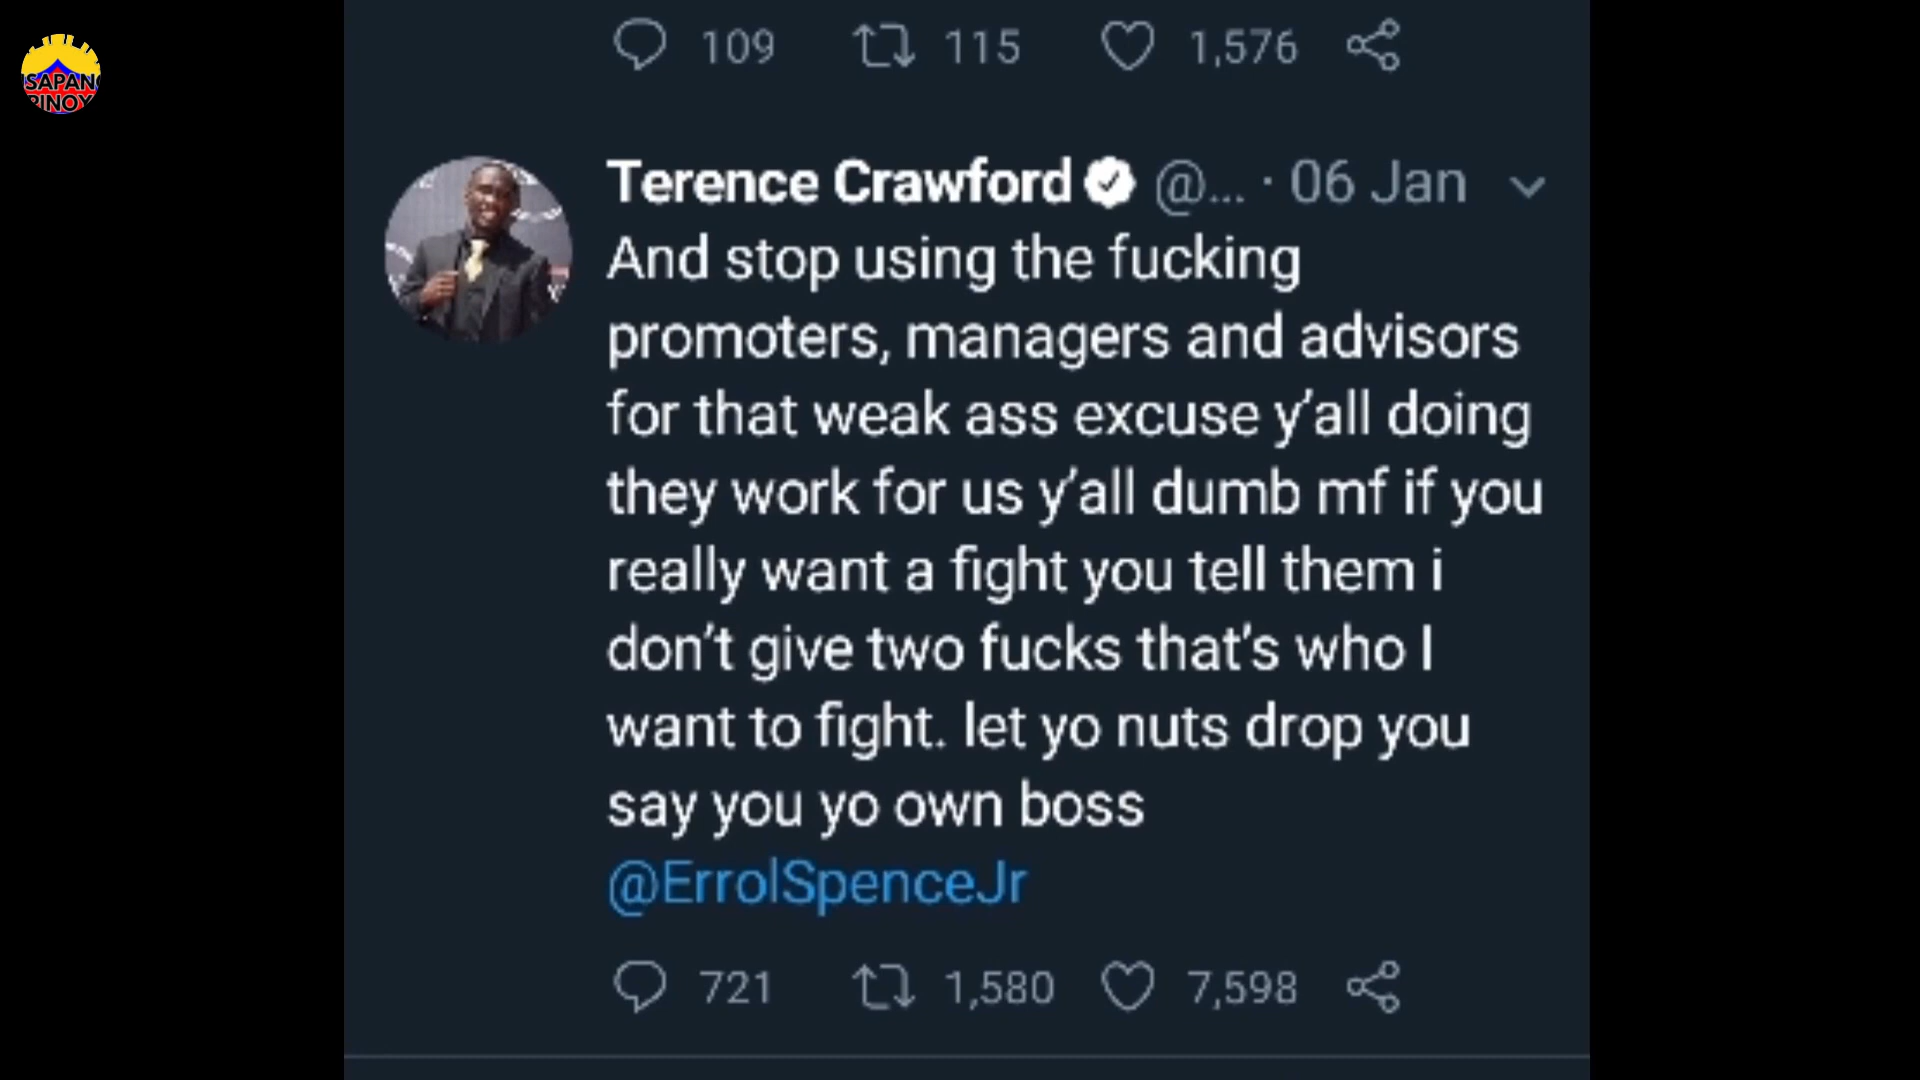 109 115 1,576
USAPANG
PINOY
Terence Crawford @... · 06 Jan
And stop using the fucking
promoters, managers and advisors
for that weak ass excuse y’all doing
they work for us y’all dumb mf if you
really want a fight you tell them i
don’t give two fucks that’s who I
want to fight. let yo nuts drop you
say you yo own boss
@ErrolSpenceJr
721 1,580 7,598